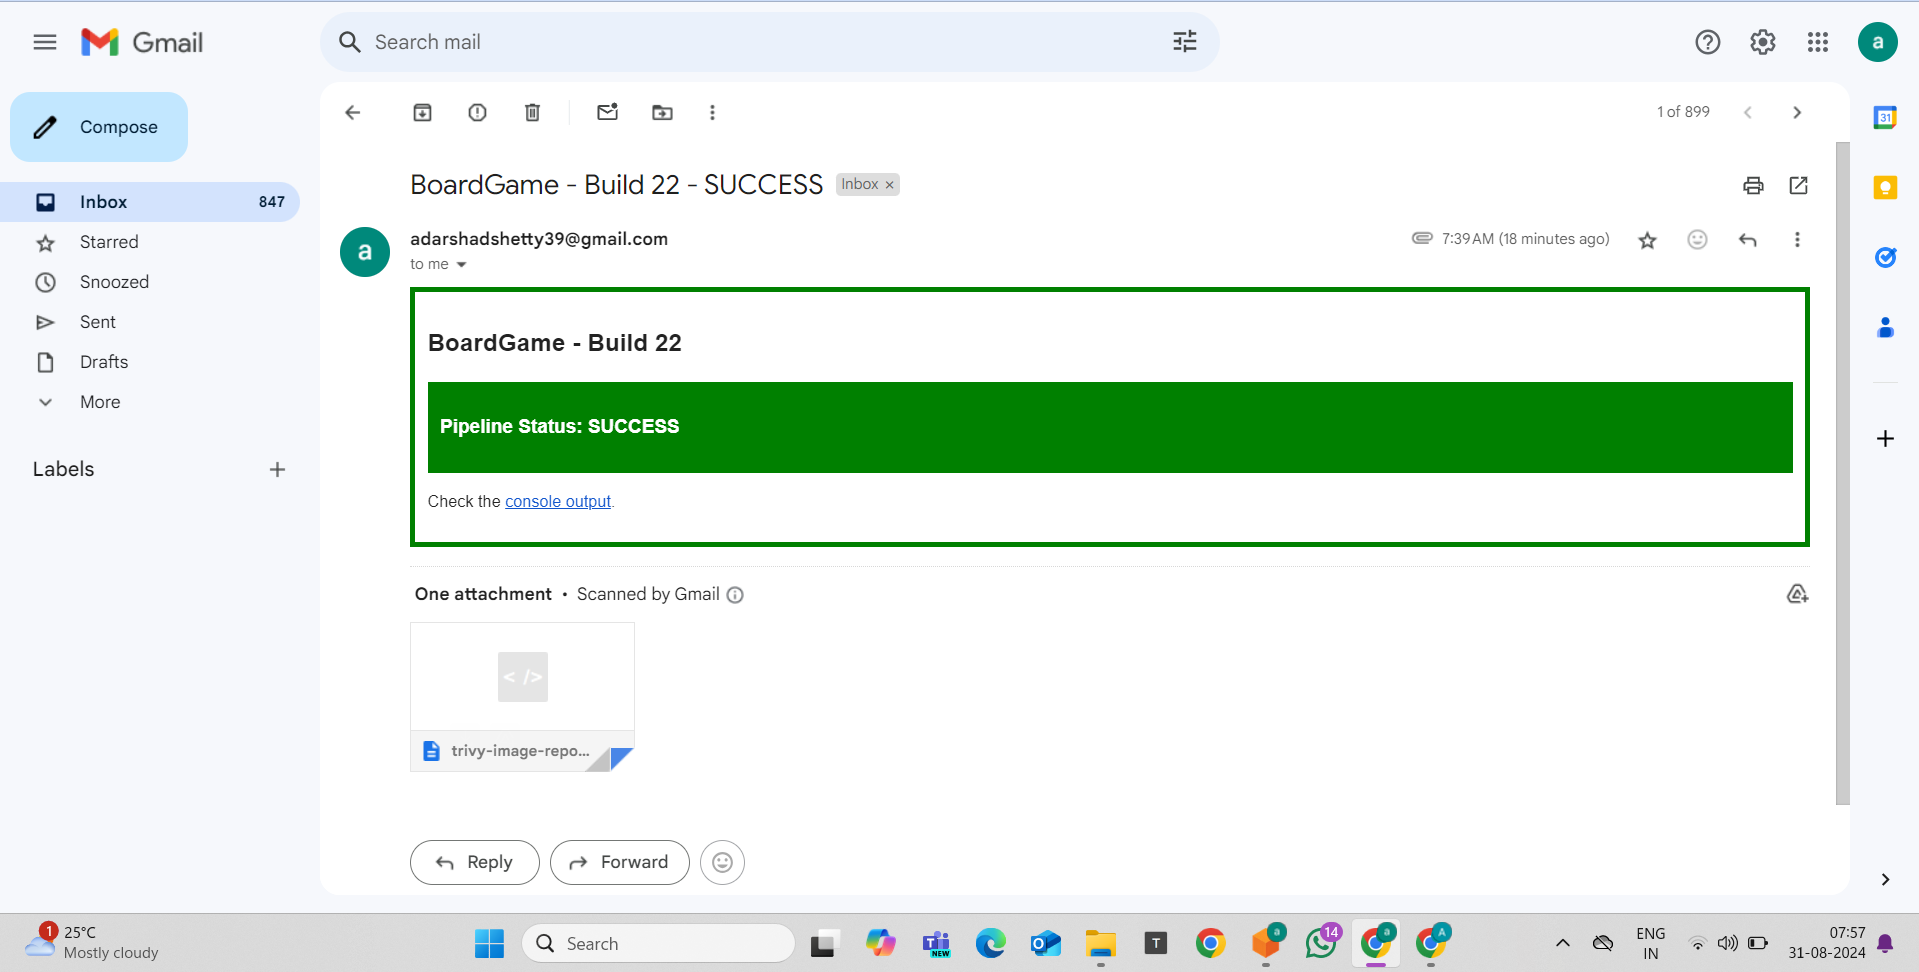 Gmail
Search mail
a
Compose
1 of 899
31
BoardGame - Build 22 - SUCCESS
Inbox ×
Inbox 847
Starred
Snoozed
Sent
Drafts
More
Labels
a
adarshadshetty39@gmail.com
7:39 AM (18 minutes ago)
to me
BoardGame - Build 22
Pipeline Status: SUCCESS
Check the console output.
One attachment • Scanned by Gmail
< />
trivy-image-repo...
Reply
Forward
1
25°C
Mostly cloudy
Search
T
NEW
T
a
14
a
A
ENG
IN
07:57
31-08-2024